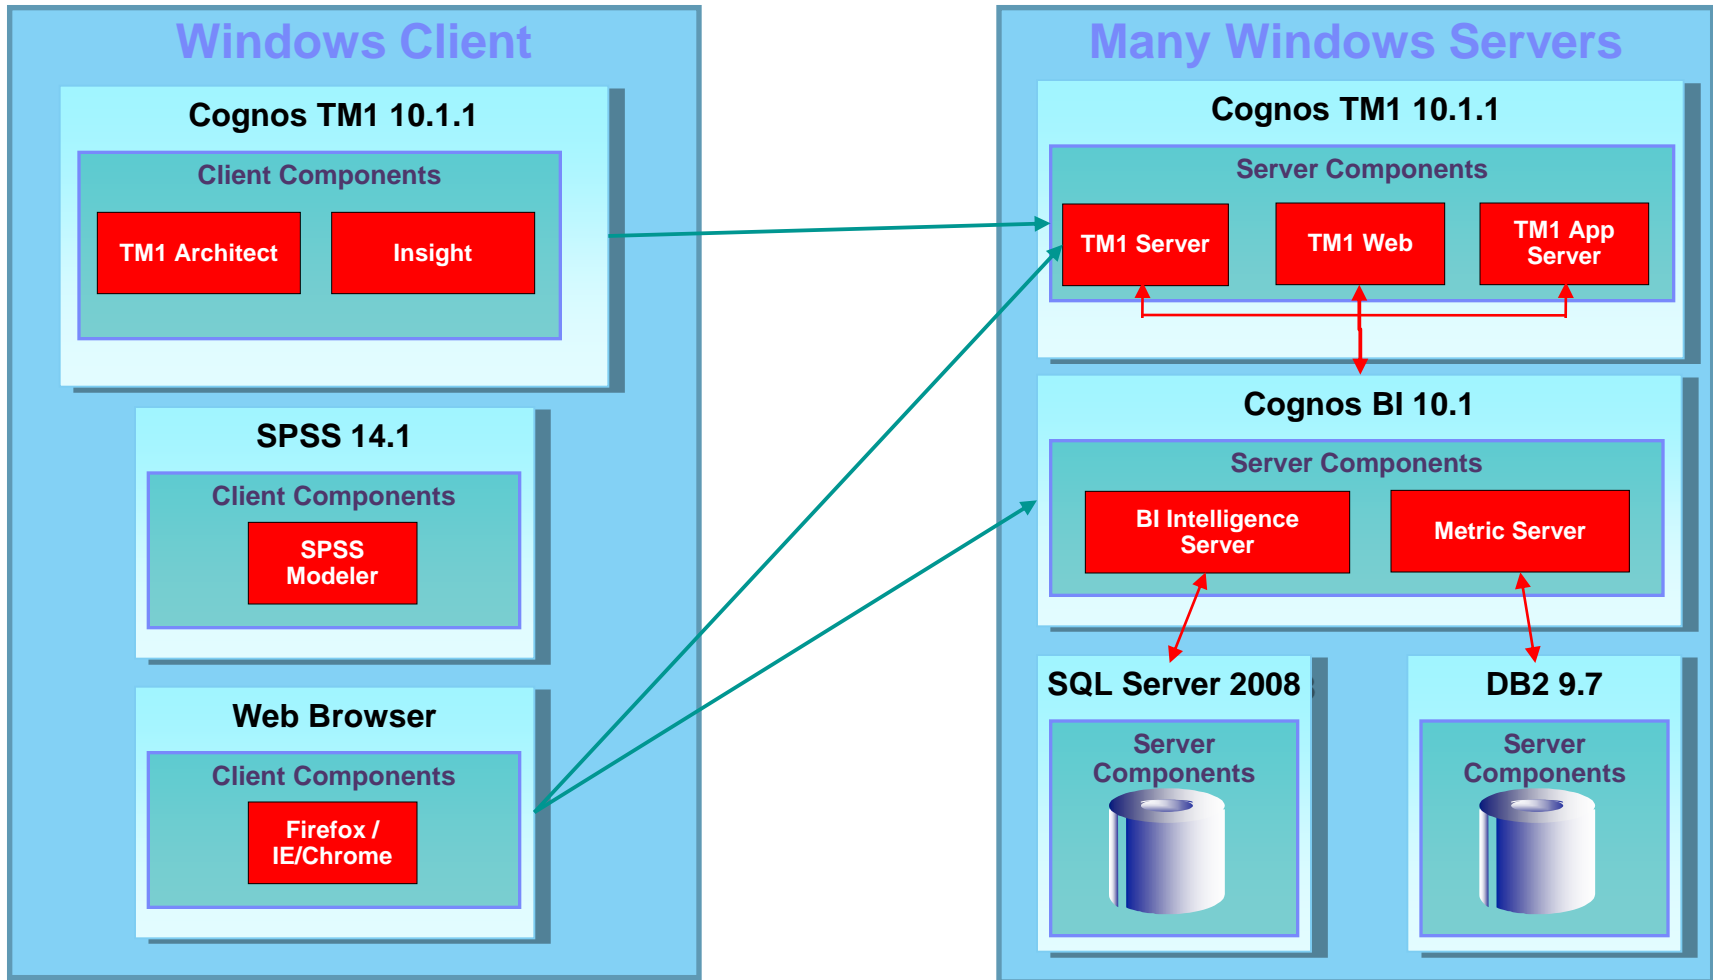 Windows Client
Cognos TM1 10.1.1
Client Components
TM1 Architect
Insight
SPSS 14.1
Client Components
SPSS
Modeler
Web Browser
Client Components
Firefox /
IE/Chrome
Many Windows Servers
Cognos TM1 10.1.1
Server Components
TM1 Server
TM1 Web
TM1 App
Server
Cognos BI 10.1
Server Components
BI Intelligence
Server
Metric Server
SQL Server 2008
Server
Components
DB2 9.7
Server
Components